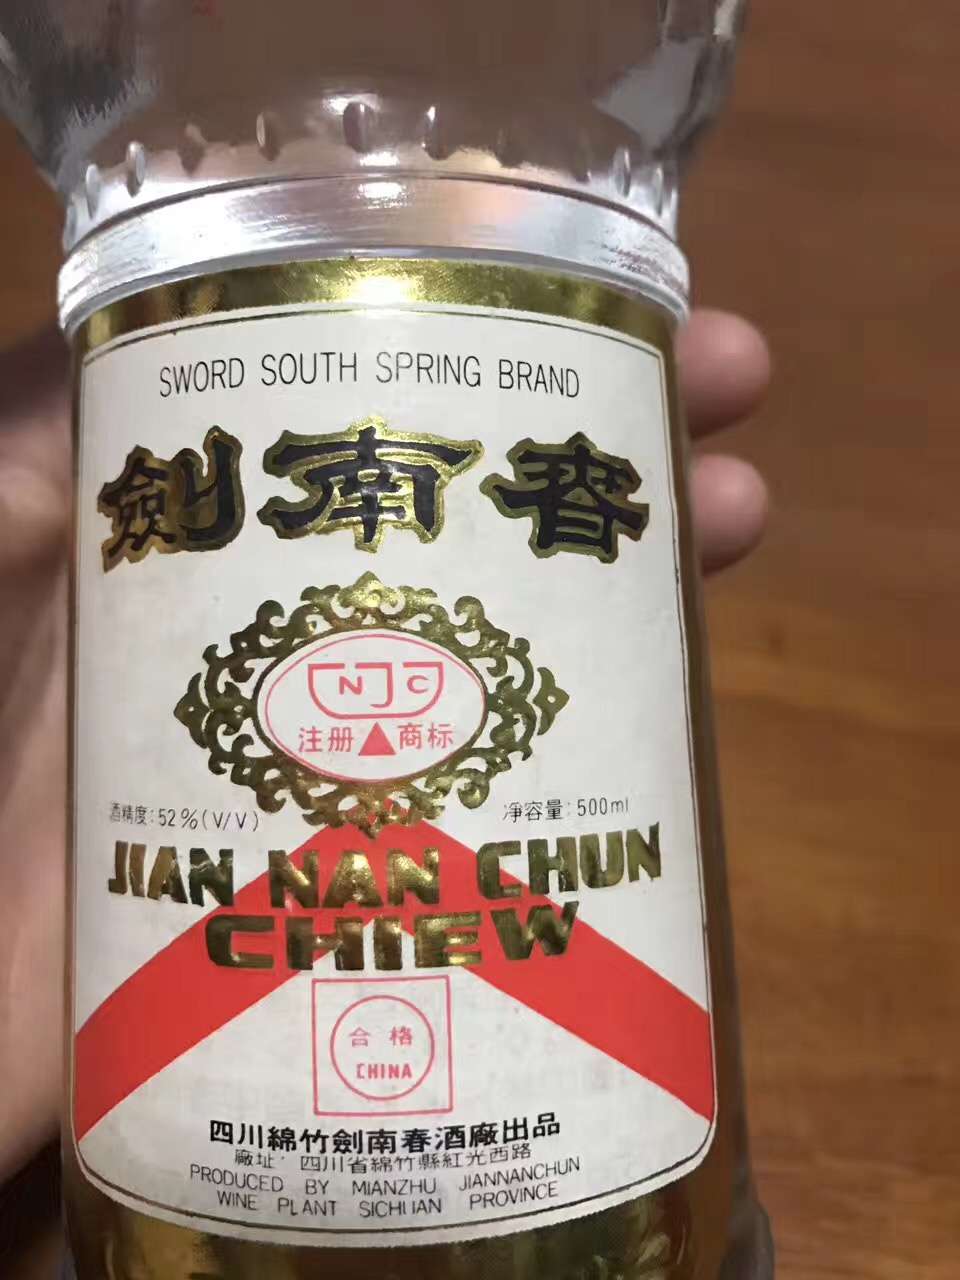 SWORD SOUTH SPRING BRAND
劍南春
NJC
注册 商标
酒精度:52%(V/V) 凈容量:500ml
JIAN NAN CHUN
CHIEW
合格
CHINA
四川綿竹劍南春酒廠出品
廠址: 四川省綿竹縣紅光西路
PRODUCED BY MIANZHU JIANNANCHUN
WINE PLANT SICHUAN PROVINCE